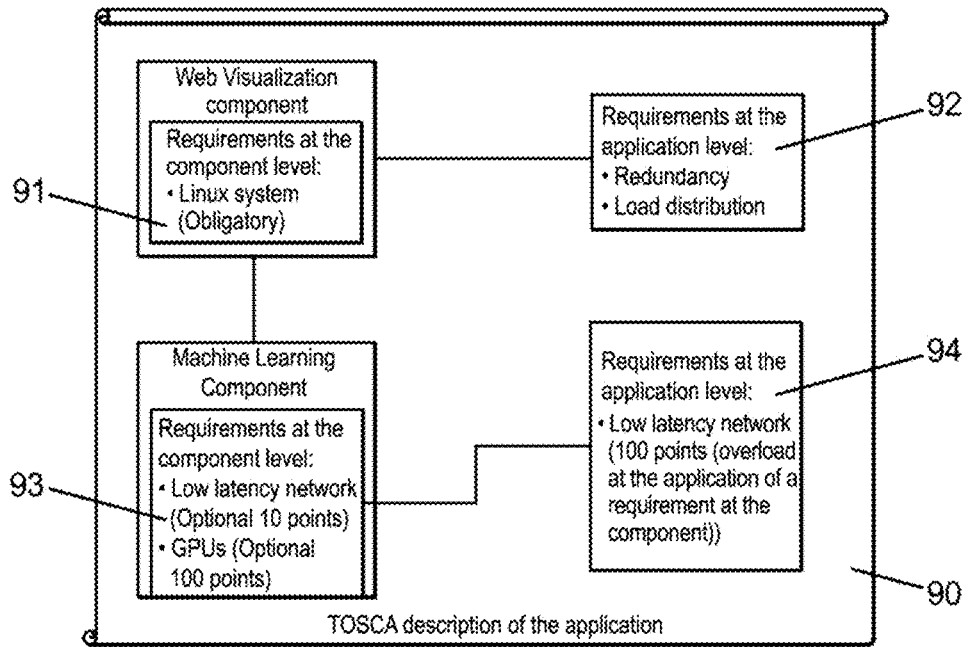 Web Visualization
component
Requirements at the
component level:
• Linux system
(Obligatory)
91
Requirements at the
application level:
• Redundancy
• Load distribution
92
Machine Learning
Component
Requirements at the
component level:
• Low latency network
(Optional 10 points)
• GPUs (Optional
100 points)
93
Requirements at the
application level:
• Low latency network
(100 points (overload
at the application of a
requirement at the
component))
94
90
TOSCA description of the application